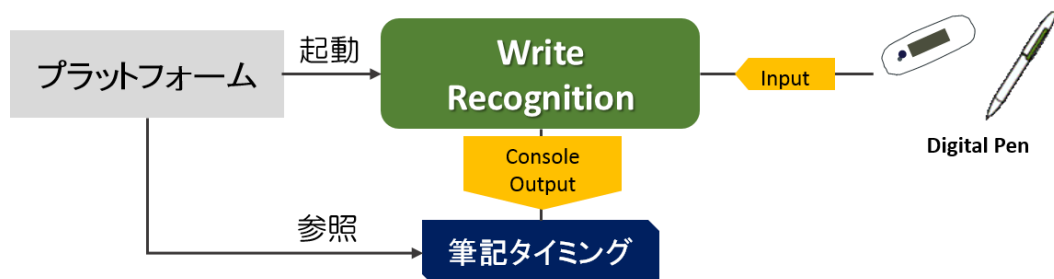 プラットフォーム
起動
Write
Recognition
Input
Digital Pen
Console
Output
参照
筆記タイミング